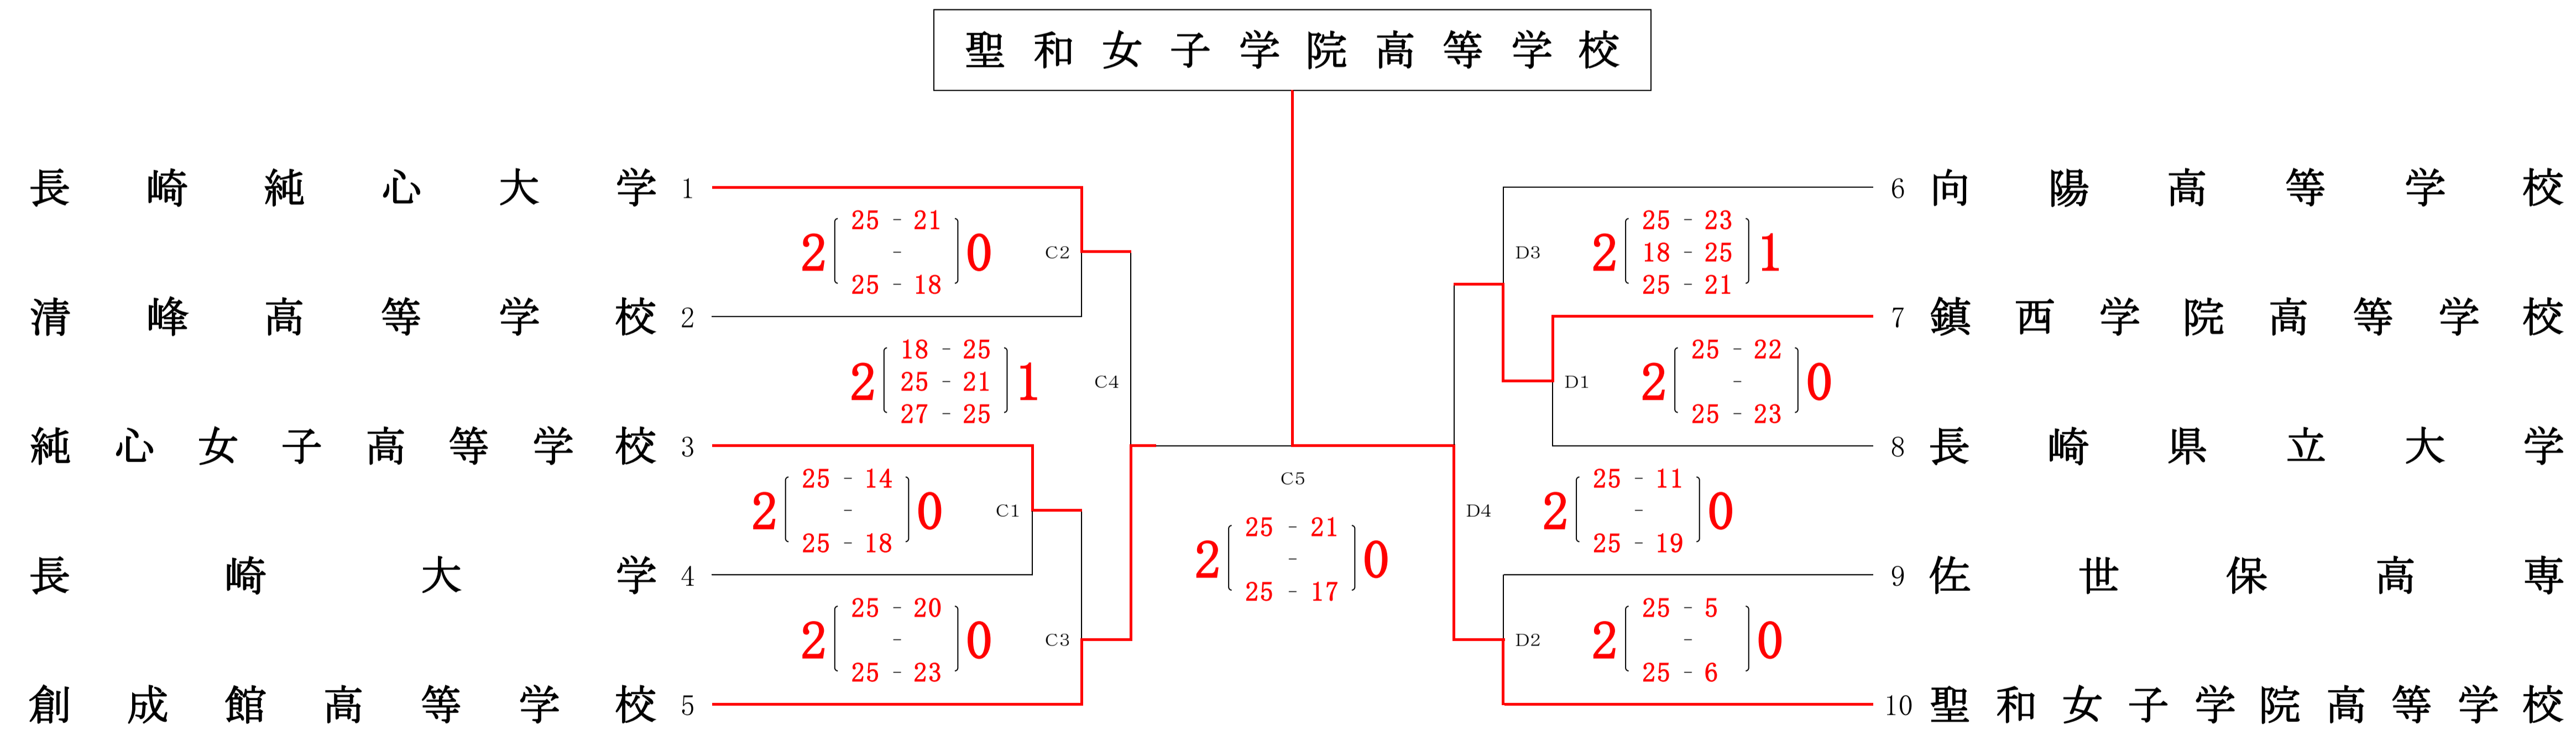 聖和女子学院高等学校
長崎純心大学 1
6 向陽高等学校
25 - 21
2 - 0
25 - 18
C2
D3
25 - 23
2 18 - 25 1
25 - 21
清峰高等学校 2
7 鎮西学院高等学校
18 - 25
2 25 - 21 1
27 - 25
C4
D1
25 - 22
2 - 0
25 - 23
純心女子高等学校 3
8 長崎県立大学
25 - 14
2 - 0
25 - 18
C1
C5
25 - 21
2 - 0
25 - 17
D4
25 - 11
2 - 0
25 - 19
長崎大学 4
9 佐世保高専
25 - 20
2 - 0
25 - 23
C3
D2
25 - 5
2 - 0
25 - 6
創成館高等学校 5
10 聖和女子学院高等学校